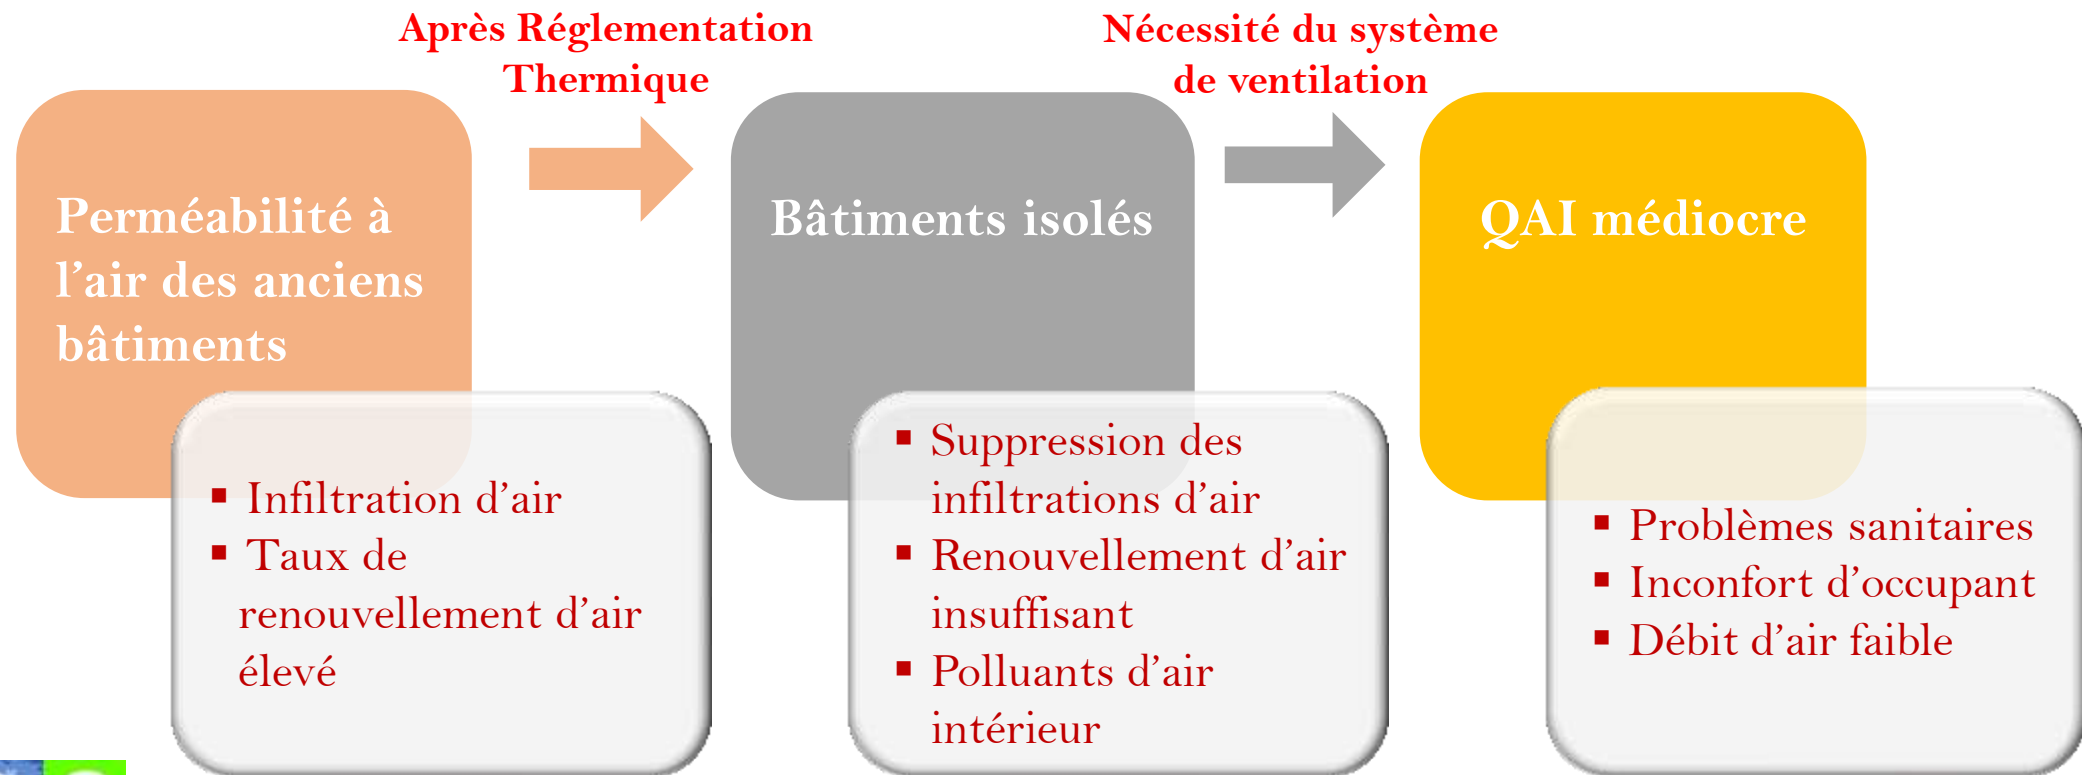 Après Réglementation
Thermique
Nécessité du système
de ventilation
Perméabilité à
l’air des anciens
bâtiments
▪ Infiltration d’air
▪ Taux de
renouvellement d’air
élevé
Bâtiments isolés
▪ Suppression des
infiltrations d’air
▪ Renouvellement d’air
insuffisant
▪ Polluants d’air
intérieur
QAI médiocre
▪ Problèmes sanitaires
▪ Inconfort d’occupant
▪ Débit d’air faible